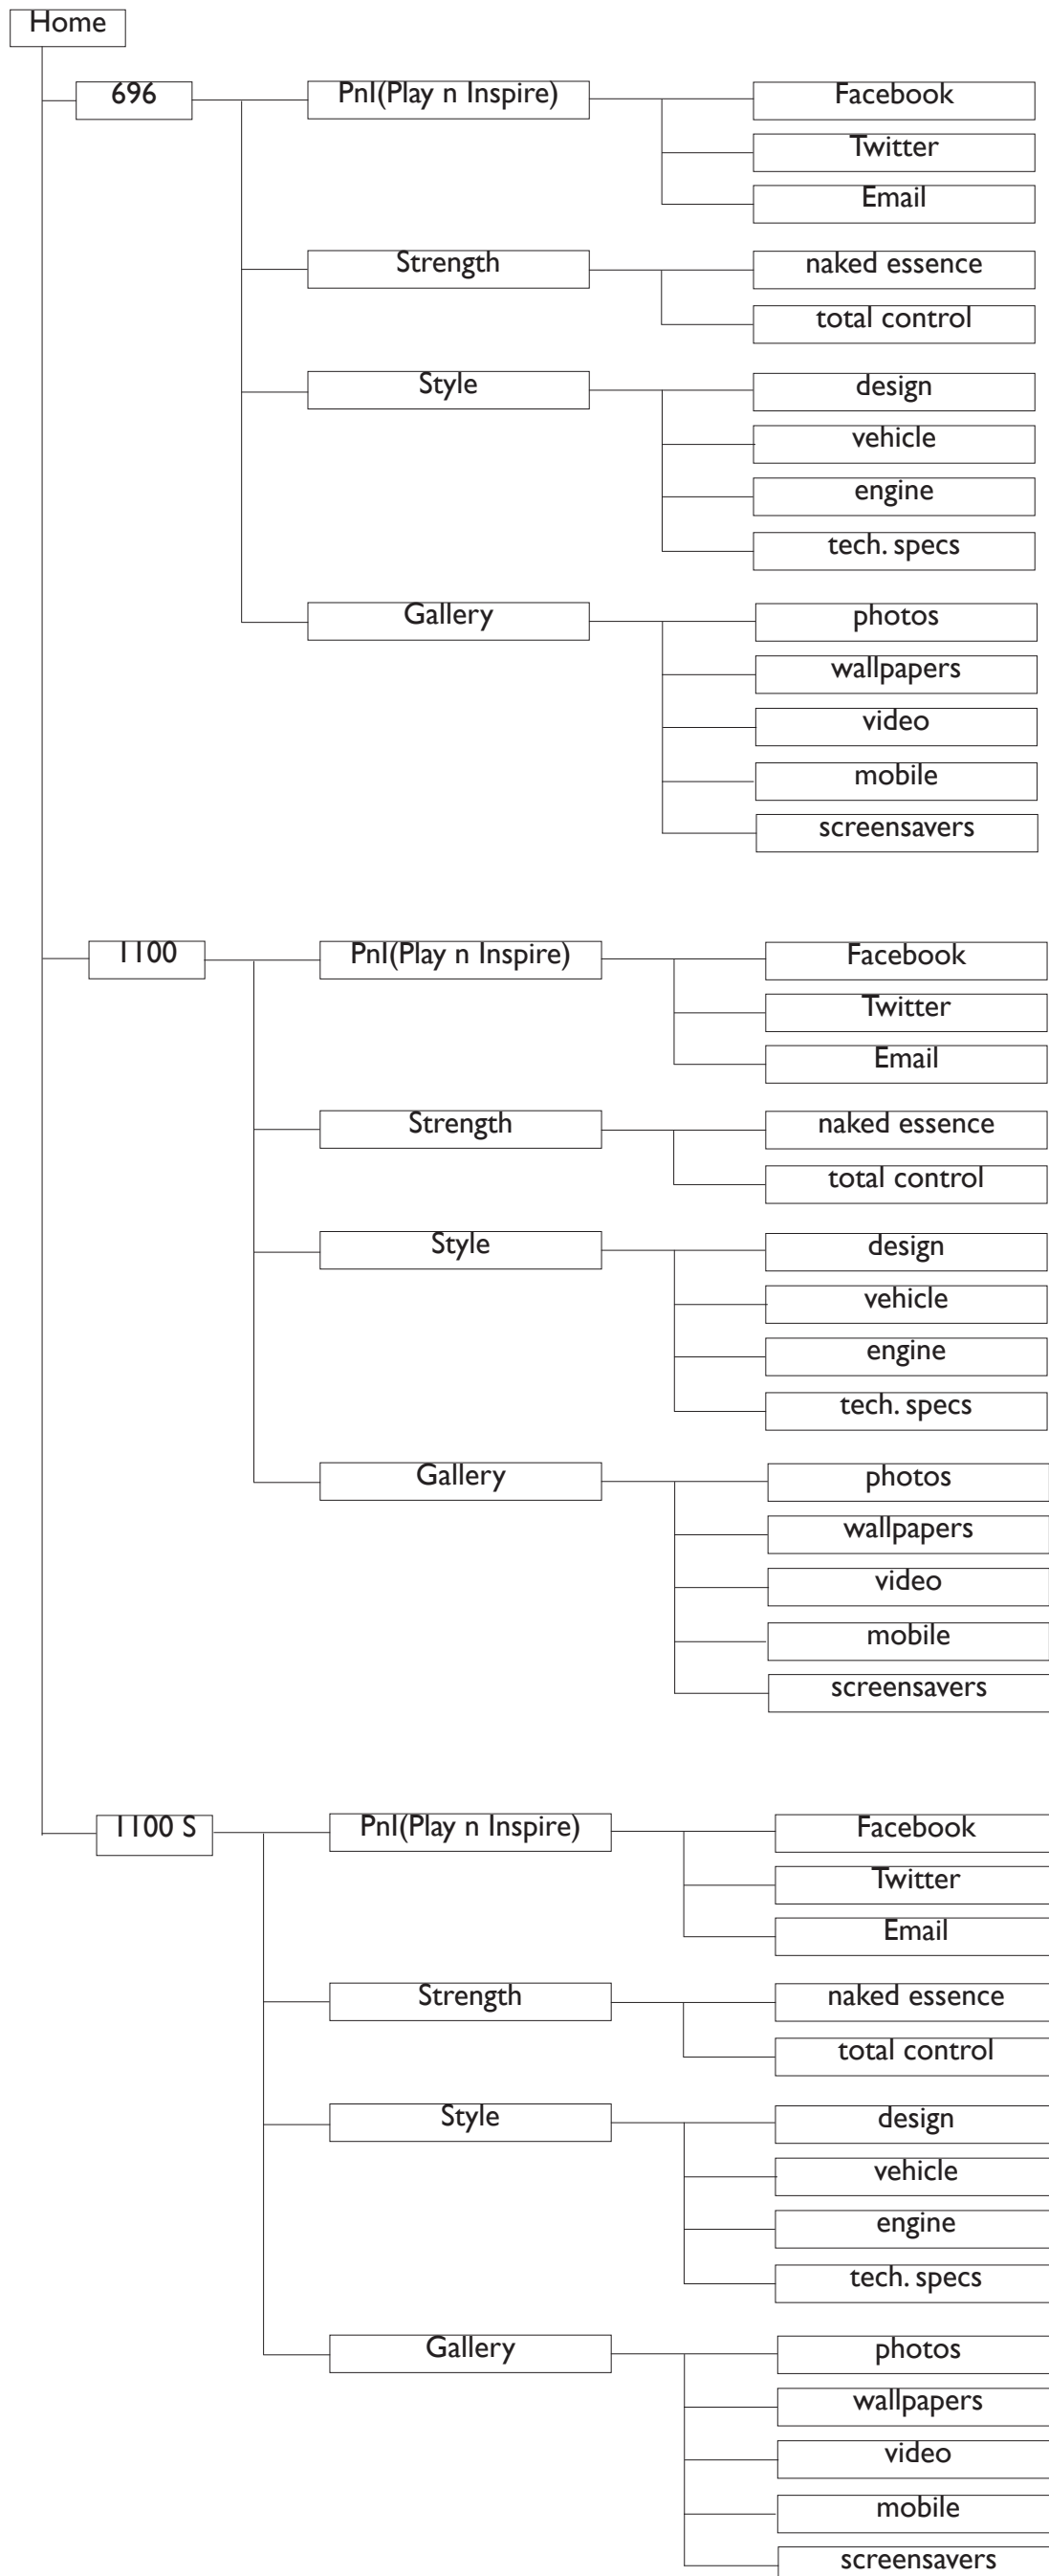 Home
696
PnI(Play n Inspire)
Facebook
Twitter
Email
Strength
naked essence
total control
Style
design
vehicle
engine
tech. specs
Gallery
photos
wallpapers
video
mobile
screensavers
1100
PnI(Play n Inspire)
Facebook
Twitter
Email
Strength
naked essence
total control
Style
design
vehicle
engine
tech. specs
Gallery
photos
wallpapers
video
mobile
screensavers
1100 S
PnI(Play n Inspire)
Facebook
Twitter
Email
Strength
naked essence
total control
Style
design
vehicle
engine
tech. specs
Gallery
photos
wallpapers
video
mobile
screensavers